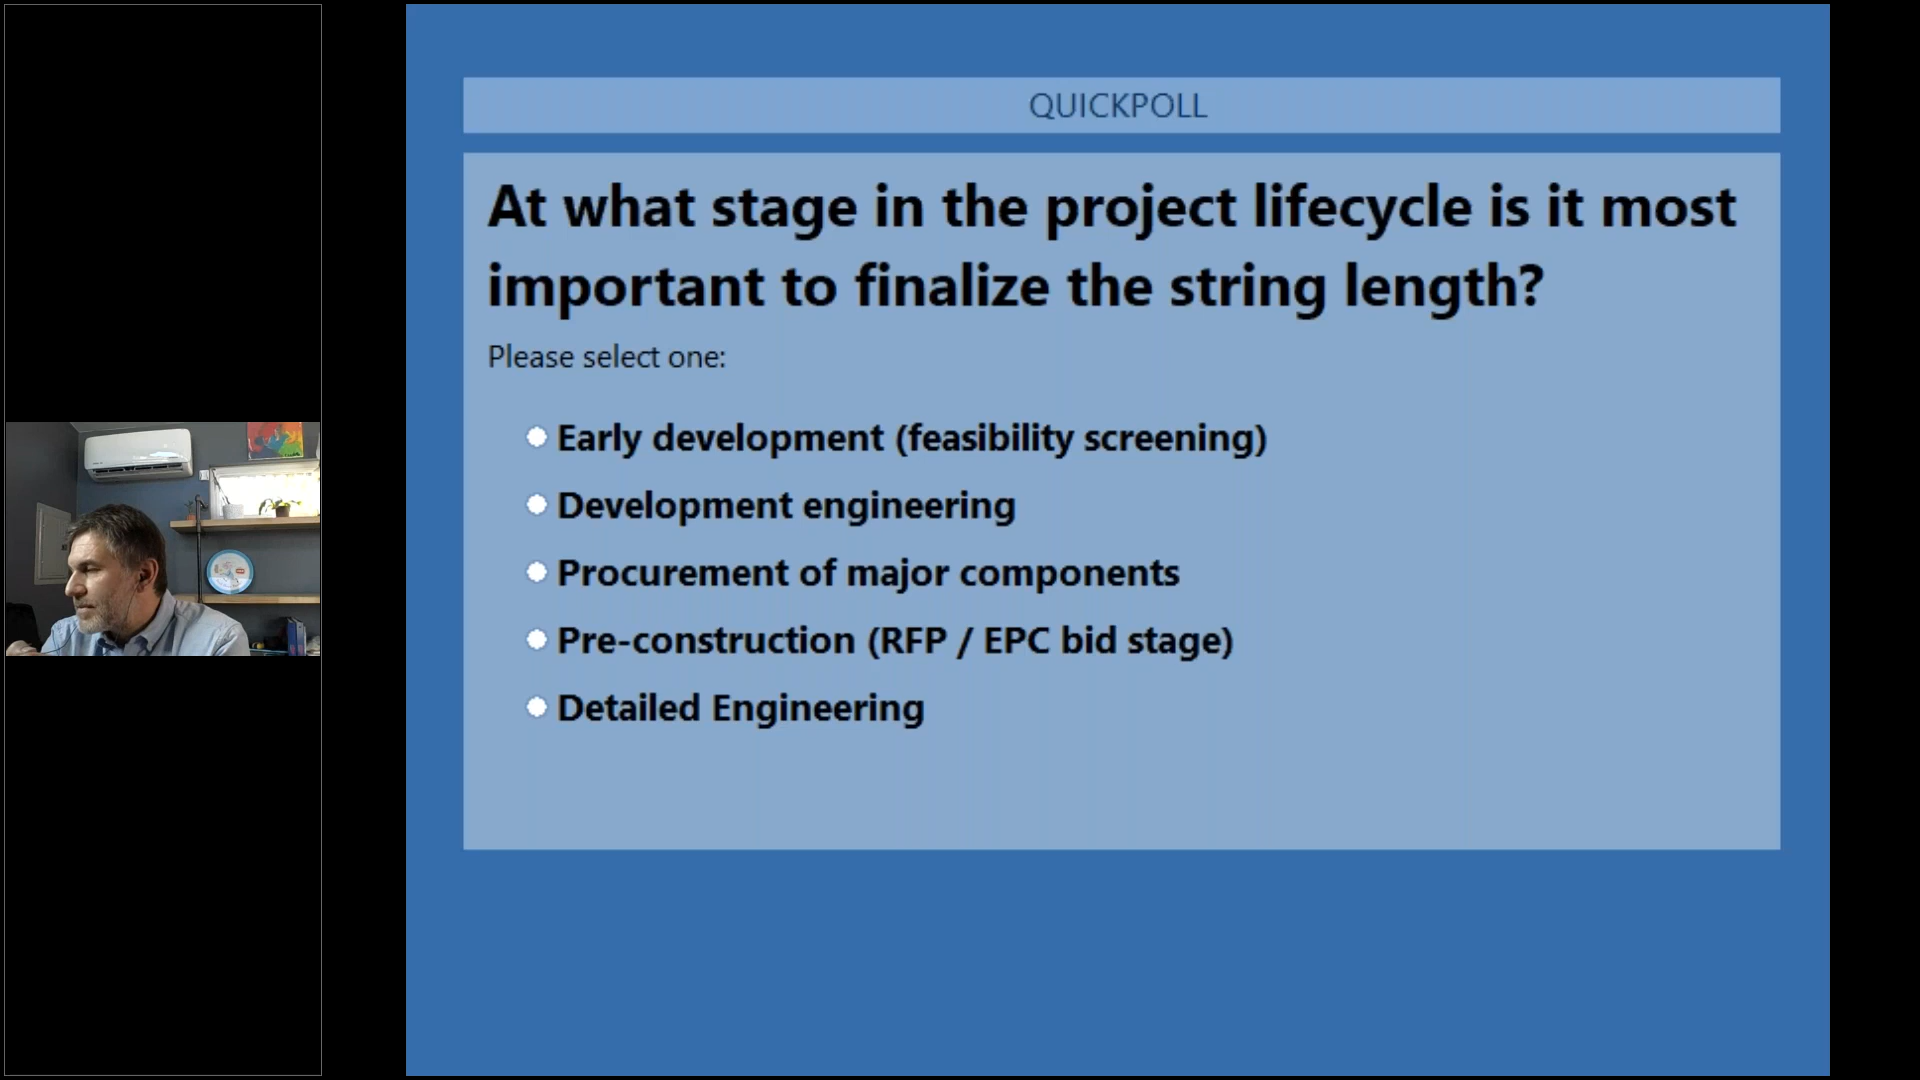 QUICKPOLL
At what stage in the project lifecycle is it most
important to finalize the string length?
Please select one:
Early development (feasibility screening)
Development engineering
Procurement of major components
Pre-construction (RFP / EPC bid stage)
Detailed Engineering